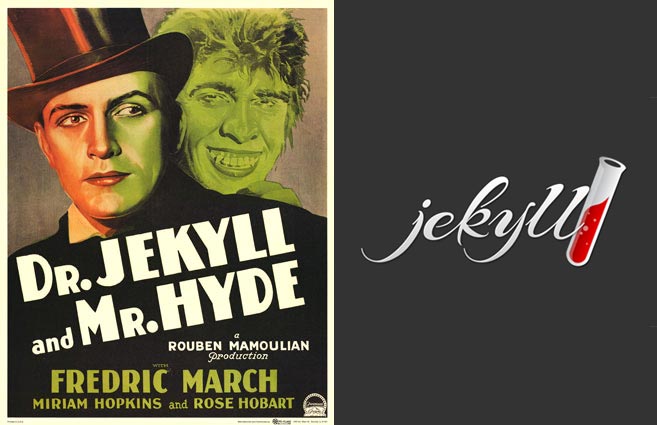 DR. JEKYLL
and MR. HYDE
a
ROUBEN MAMOULIAN
Production
WITH
FREDRIC MARCH
MIRIAM HOPKINS and ROSE HOBART
jekyll